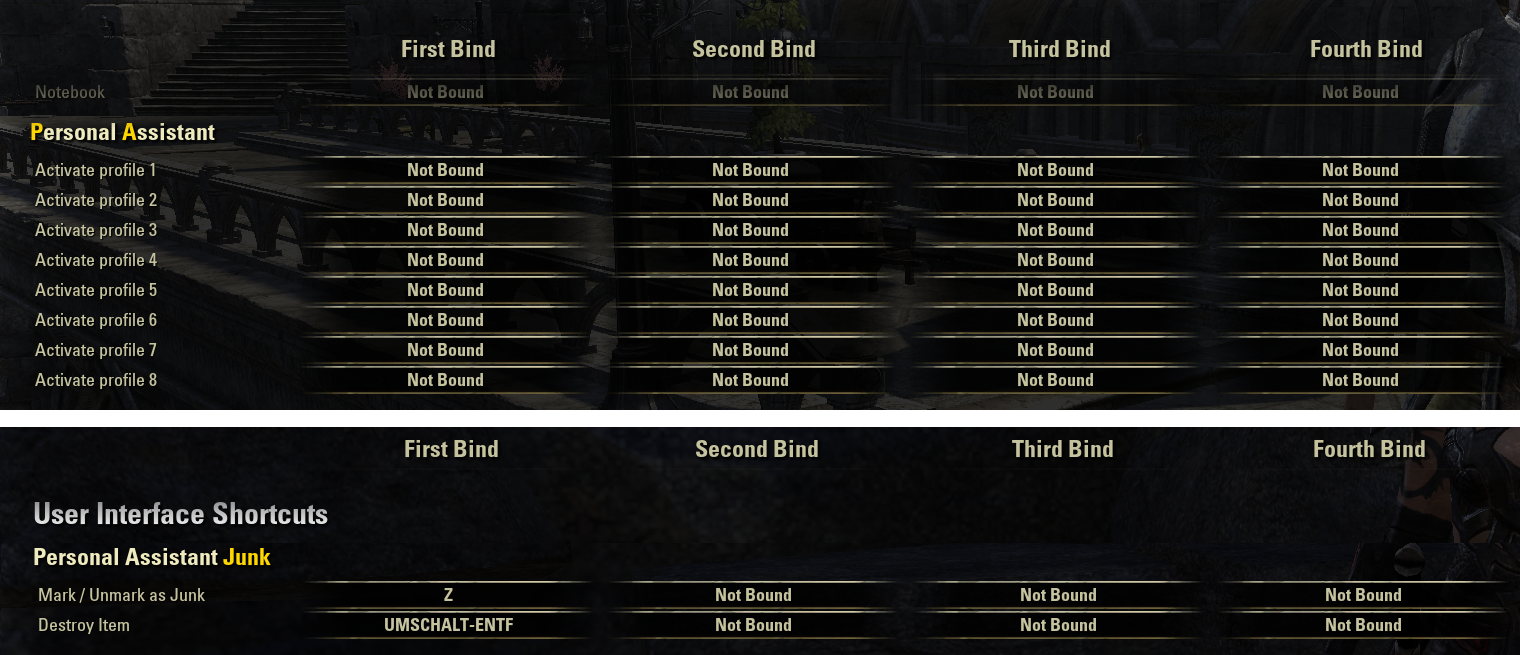 First Bind Second Bind Third Bind Fourth Bind
Notebook Not Bound Not Bound Not Bound Not Bound
Personal Assistant
Activate profile 1 Not Bound Not Bound Not Bound Not Bound
Activate profile 2 Not Bound Not Bound Not Bound Not Bound
Activate profile 3 Not Bound Not Bound Not Bound Not Bound
Activate profile 4 Not Bound Not Bound Not Bound Not Bound
Activate profile 5 Not Bound Not Bound Not Bound Not Bound
Activate profile 6 Not Bound Not Bound Not Bound Not Bound
Activate profile 7 Not Bound Not Bound Not Bound Not Bound
Activate profile 8 Not Bound Not Bound Not Bound Not Bound
First Bind Second Bind Third Bind Fourth Bind
User Interface Shortcuts
Personal Assistant Junk
Mark / Unmark as Junk Z Not Bound Not Bound Not Bound
Destroy Item UMSCHALT-ENTF Not Bound Not Bound Not Bound